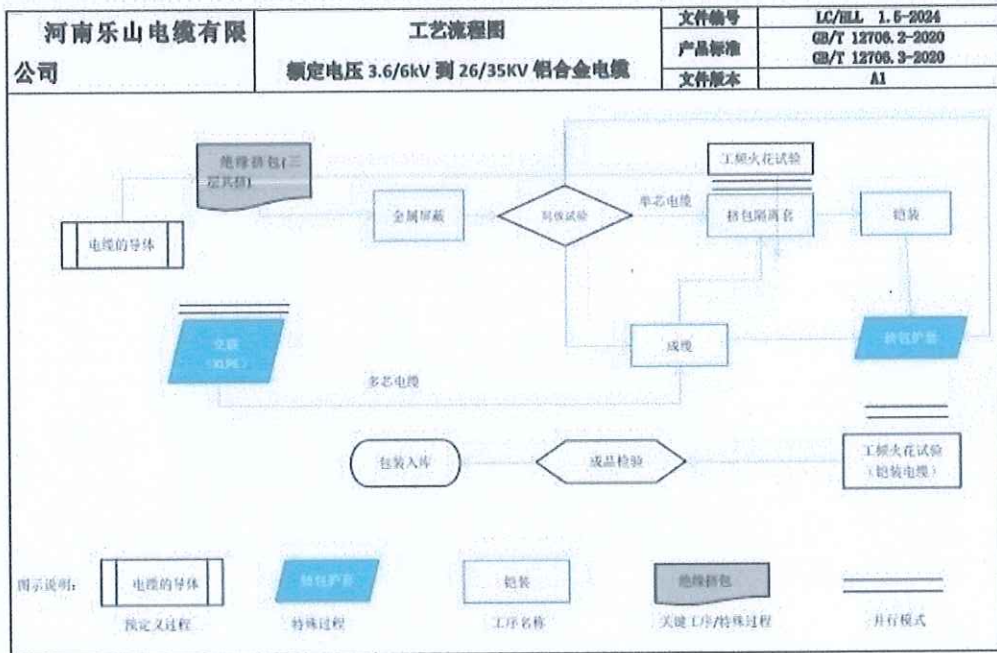 河南乐山电缆有限
公司
工艺流程图
额定电压 3.6/6kV 到 26/35KV 铝合金电缆
文件编号
LC/HLL 1.5-2024
产品标准
GB/T 12706.2-2020
GB/T 12706.3-2020
文件版本
A1
绝缘挤包(三
层共挤)
工频火花试验
金属屏蔽
局放试验
单芯电缆
挤包隔离套
铠装
电缆的导体
交联
(XLPE)
成缆
挤包护套
多芯电缆
包装入库
成品检验
工频火花试验
(铠装电缆)
图示说明:
电缆的导体
挤包护套
铠装
绝缘挤包
预定义过程
特殊过程
工序名称
关键工序/特殊过程
并行模式